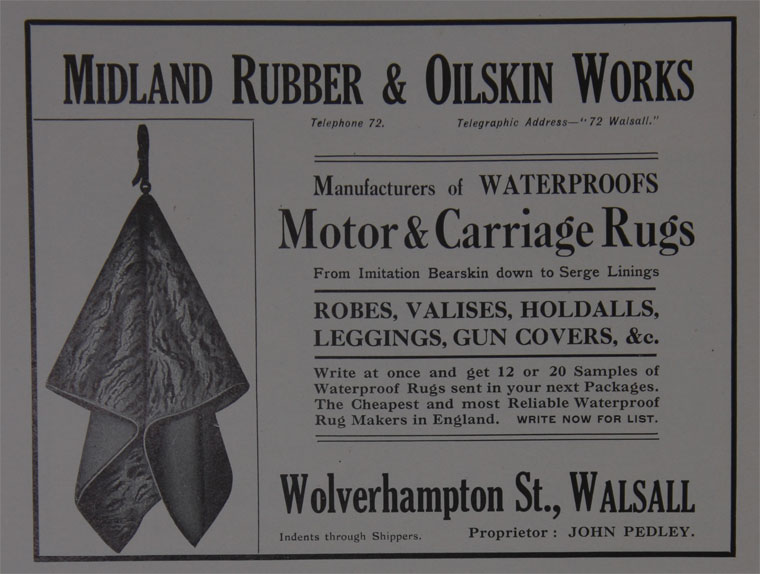 MIDLAND RUBBER & OILSKIN WORKS
Telephone 72. Telegraphic Address—"72 Walsall."
Manufacturers of WATERPROOFS
Motor & Carriage Rugs
From Imitation Bearskin down to Serge Linings
ROBES, VALISES, HOLDALLS,
LEGGINGS, GUN COVERS, &c.
Write at once and get 12 or 20 Samples of
Waterproof Rugs sent in your next Packages.
The Cheapest and most Reliable Waterproof
Rug Makers in England. WRITE NOW FOR LIST.
Wolverhampton St., WALSALL
Indents through Shippers. Proprietor: JOHN PEDLEY.